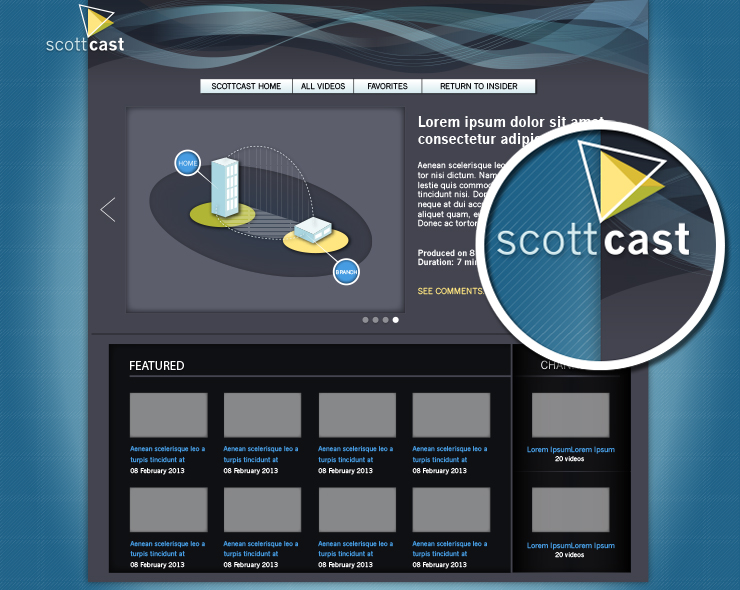 scottcast
SCOTTCAST HOME
ALL VIDEOS
FAVORITES
RETURN TO INSIDER
HOME
BRANCH
Lorem ipsum dolor sit amet
consectetur adipi
Aenean scelerisque leo
tor nisi dictum. Nam
lestie quis commo
tincidunt nisi. Do
neque at dui acc
aliquet quam, e
Donec ac tortor
Produced on 8
Duration: 7 min
SEE COMMENTS
scottcast
FEATURED
Aenean scelerisque leo a
turpis tincidunt at
08 February 2013
Aenean scelerisque leo a
turpis tincidunt at
08 February 2013
Aenean scelerisque leo a
turpis tincidunt at
08 February 2013
Aenean scelerisque leo a
turpis tincidunt at
08 February 2013
Aenean scelerisque leo a
turpis tincidunt at
08 February 2013
Aenean scelerisque leo a
turpis tincidunt at
08 February 2013
Aenean scelerisque leo a
turpis tincidunt at
08 February 2013
Aenean scelerisque leo a
turpis tincidunt at
08 February 2013
CHA
Lorem IpsumLorem Ipsum
20 videos
Lorem IpsumLorem Ipsum
20 videos